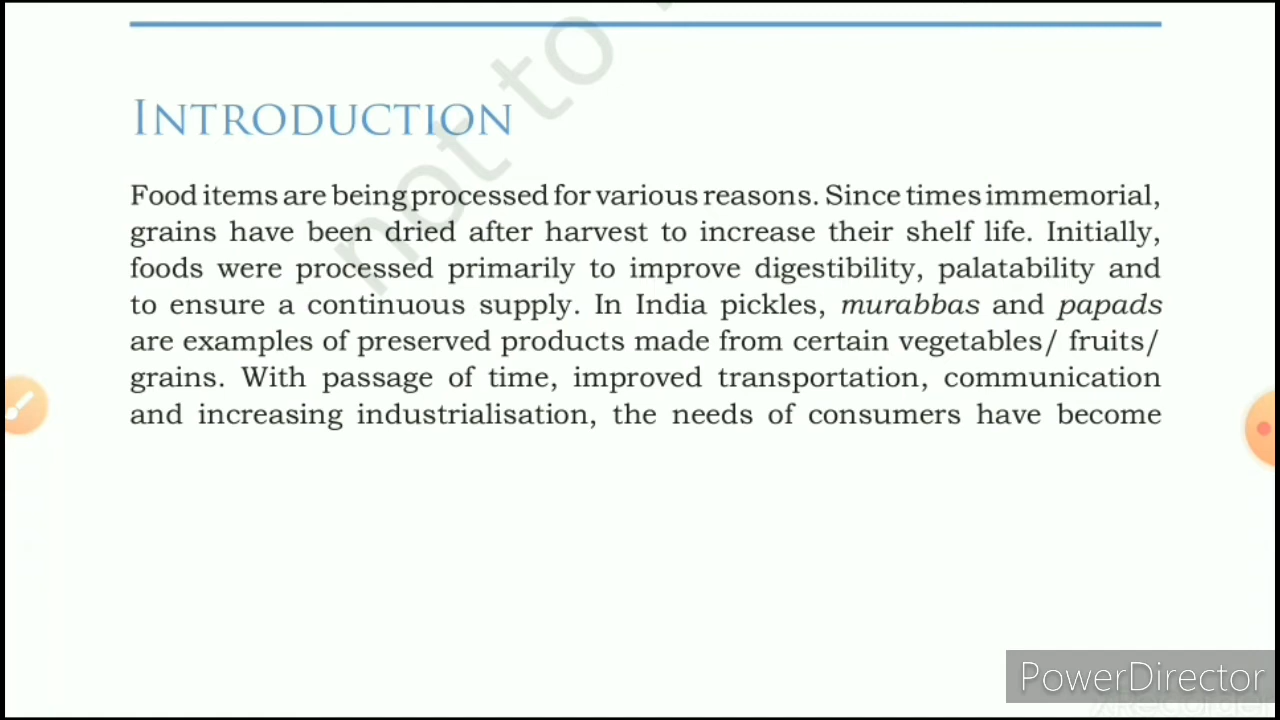 not to
INTRODUCTION
Food items are being processed for various reasons. Since times immemorial,
grains have been dried after harvest to increase their shelf life. Initially,
foods were processed primarily to improve digestibility, palatability and
to ensure a continuous supply. In India pickles, murabbas and papads
are examples of preserved products made from certain vegetables/ fruits/
grains. With passage of time, improved transportation, communication
and increasing industrialisation, the needs of consumers have become
PowerDirector